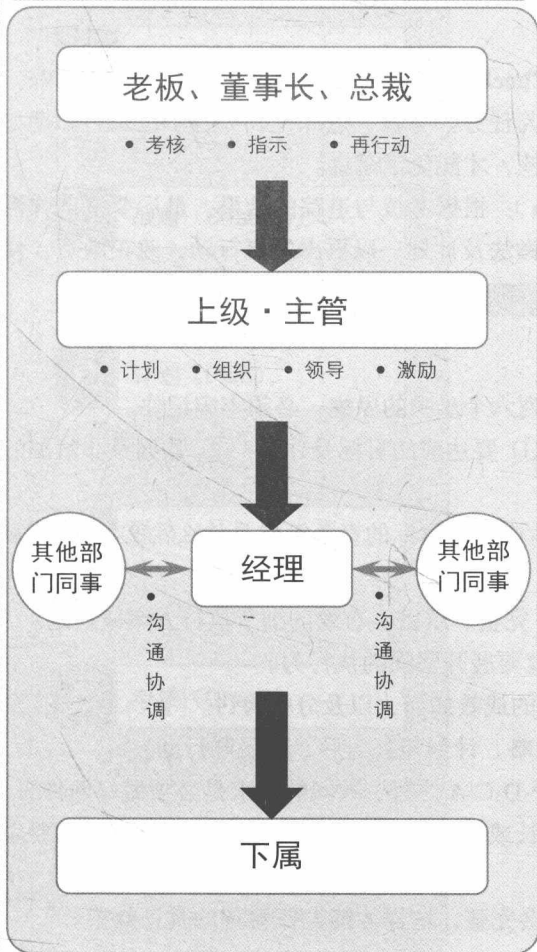 老板、董事长、总裁
• 考核 • 指示 • 再行动
上级·主管
• 计划 • 组织 • 领导 • 激励
其他部
门同事
经理
其他部
门同事
• 沟通协调
• 沟通协调
下属